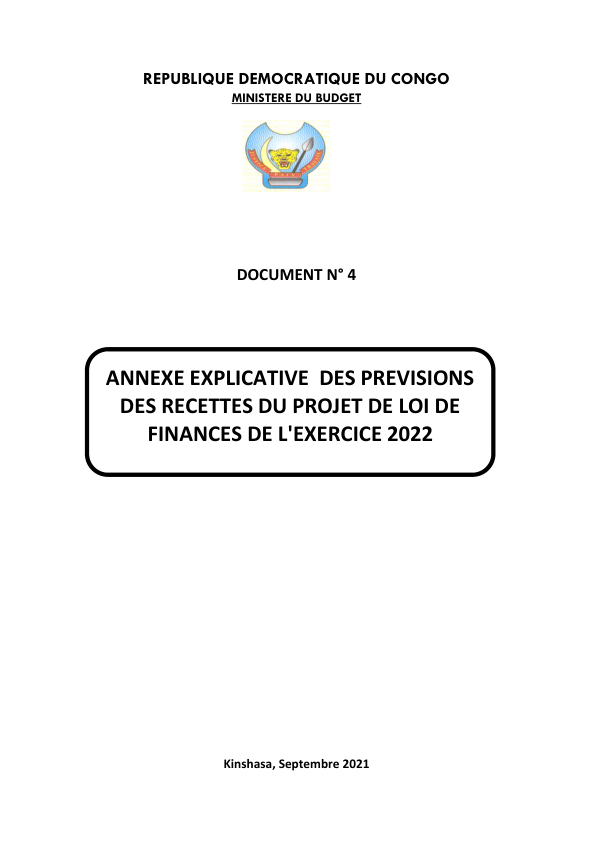 REPUBLIQUE DEMOCRATIQUE DU CONGO
MINISTERE DU BUDGET
DOCUMENT N° 4
ANNEXE EXPLICATIVE DES PREVISIONS
DES RECETTES DU PROJET DE LOI DE
FINANCES DE L'EXERCICE 2022
Kinshasa, Septembre 2021